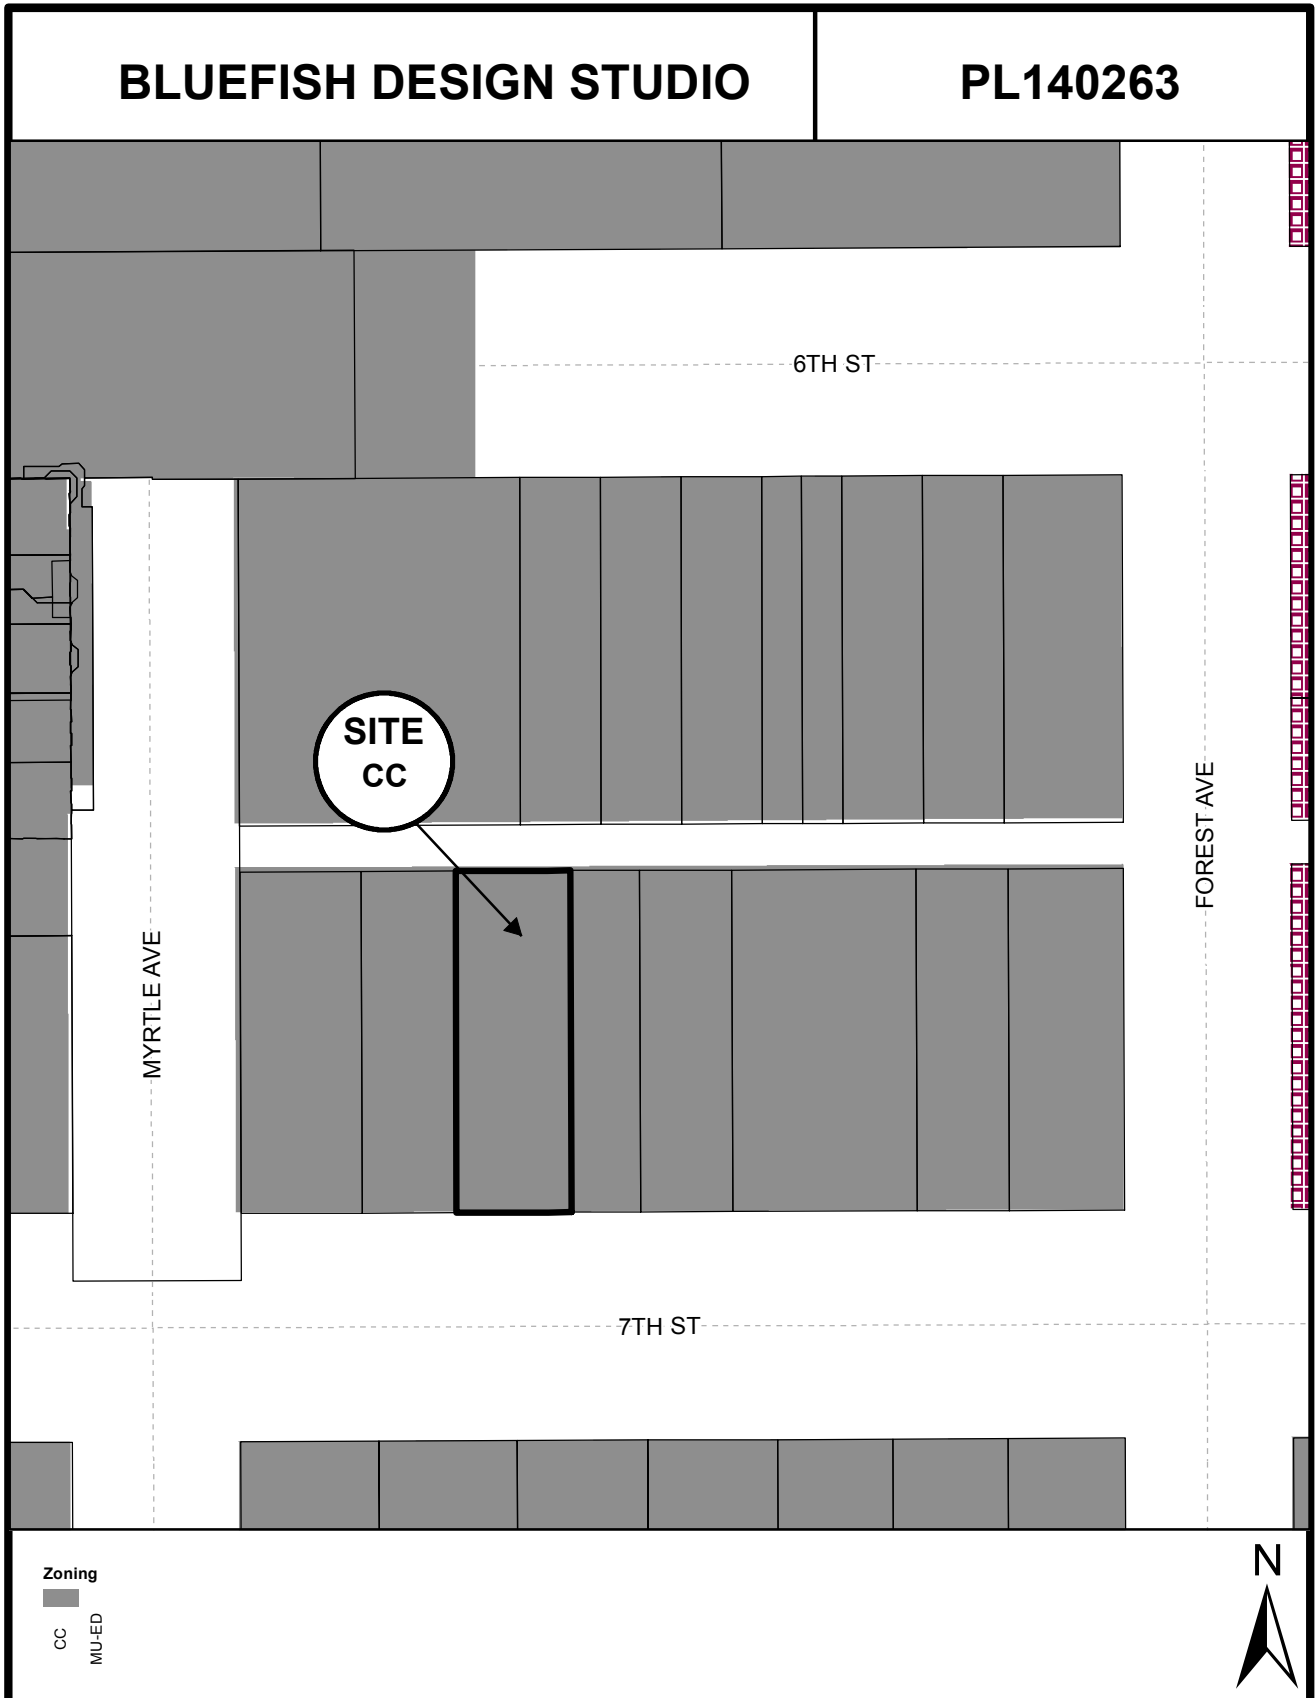 BLUEFISH DESIGN STUDIO
PL140263
6TH ST
SITE
CC
FOREST AVE
MYRTLE AVE
7TH ST
Zoning
CC
MU-ED
N